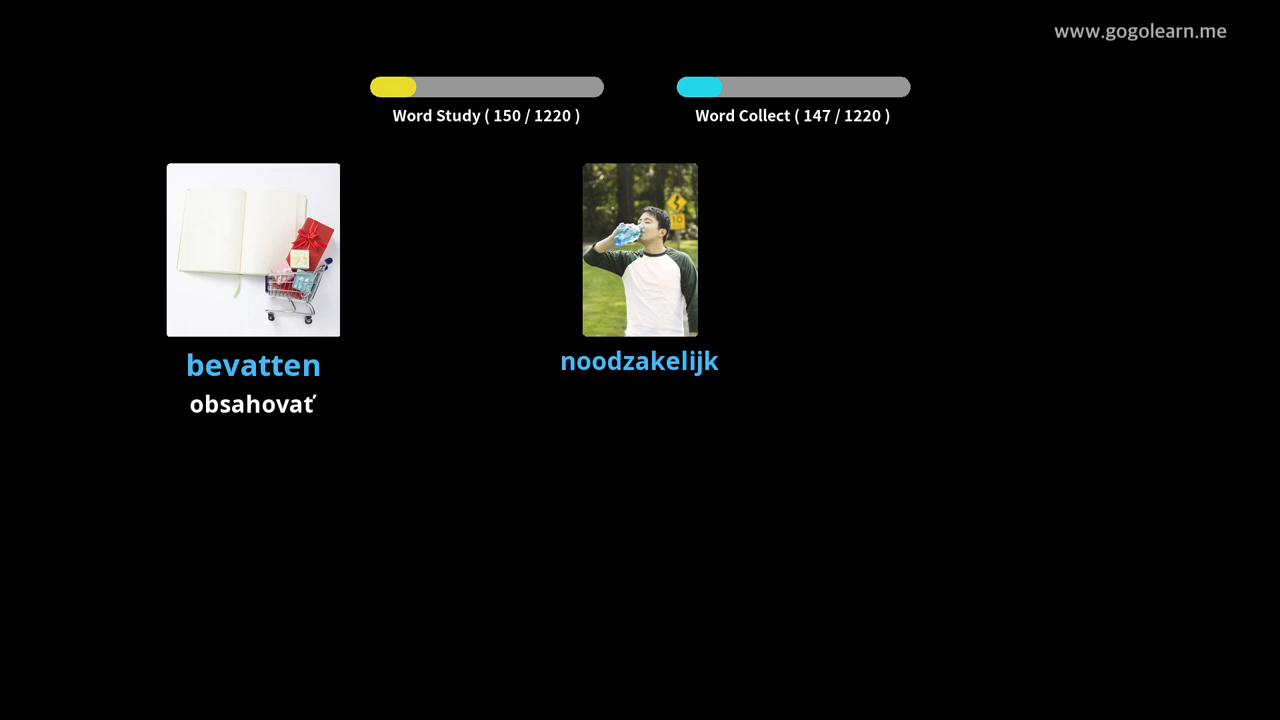 www.gogolearn.me
Word Study ( 150 / 1220 )
Word Collect ( 147 / 1220 )
bevatten
obsahovať
noodzakelijk